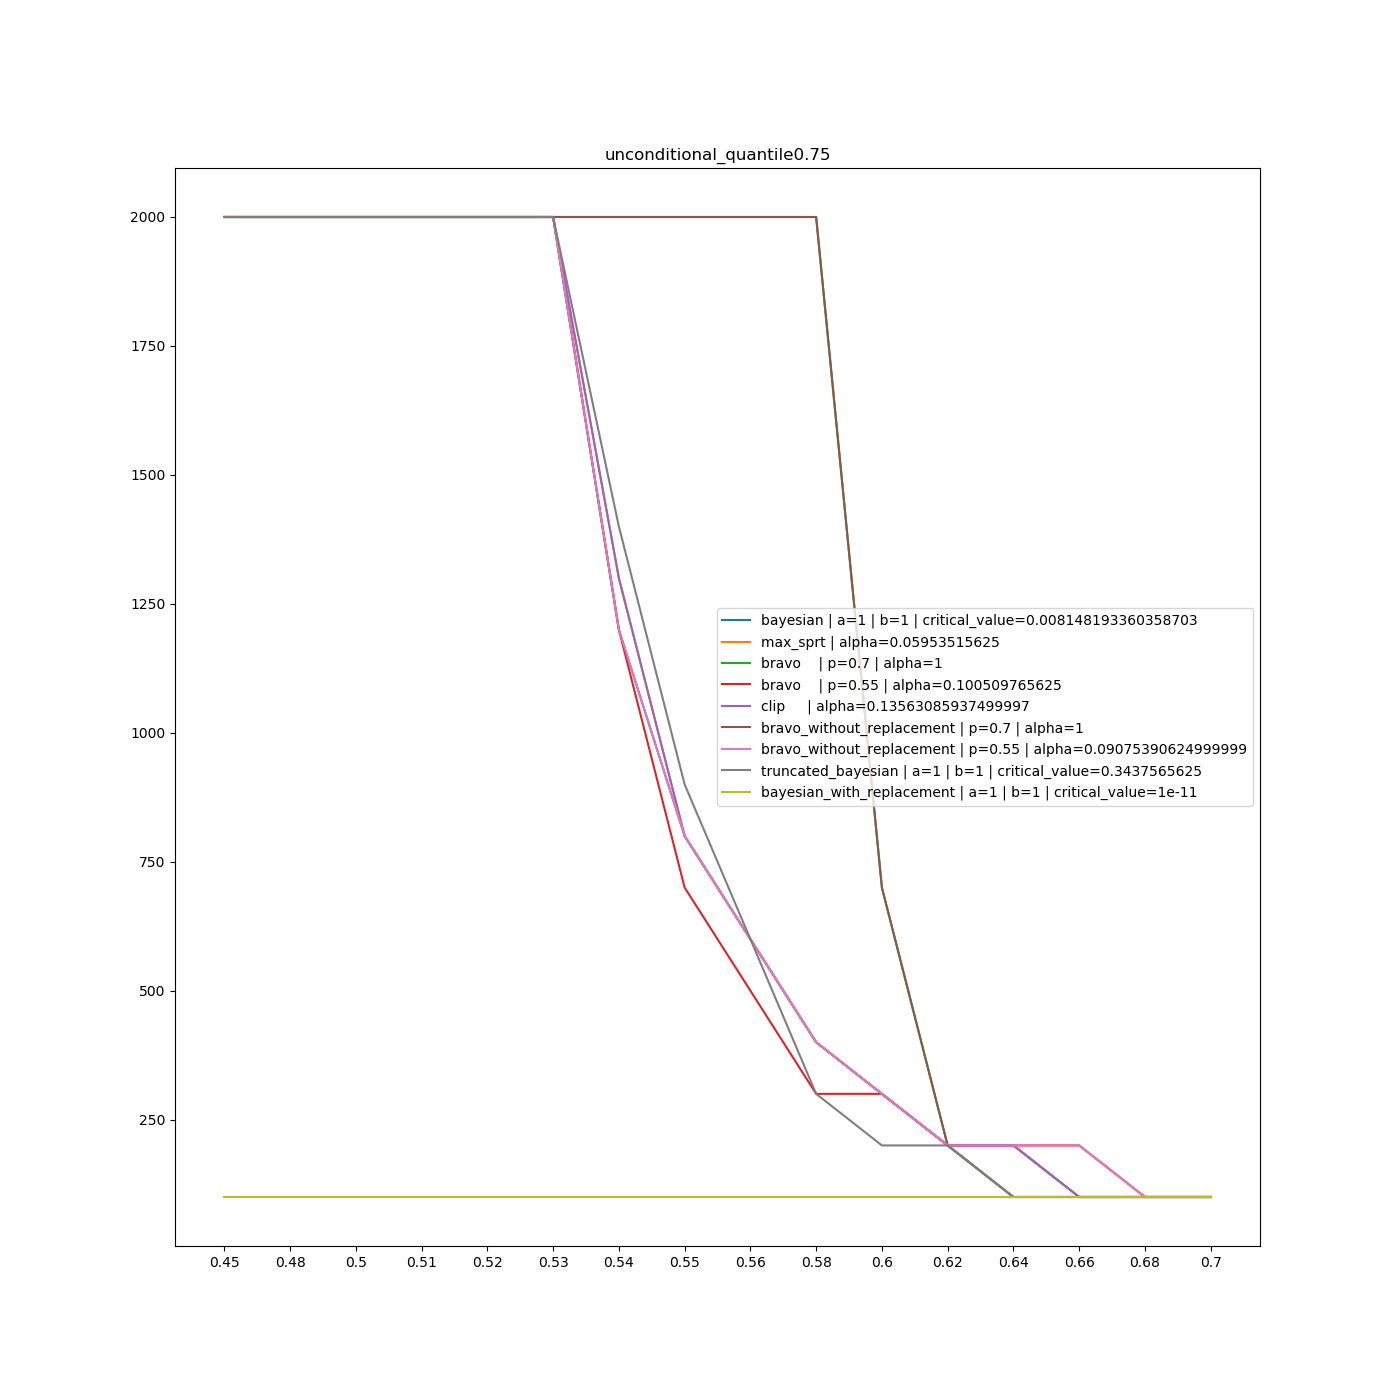 unconditional_quantile0.75
2000
1750
1500
1250
1000
750
500
250
bayesian | a=1 | b=1 | critical_value=0.008148193360358703
max_sprt | alpha=0.05953515625
bravo    | p=0.7 | alpha=1
bravo    | p=0.55 | alpha=0.100509765625
clip     | alpha=0.13563085937499997
bravo_without_replacement | p=0.7 | alpha=1
bravo_without_replacement | p=0.55 | alpha=0.09075390624999999
truncated_bayesian | a=1 | b=1 | critical_value=0.3437565625
bayesian_with_replacement | a=1 | b=1 | critical_value=1e-11
0.45 0.48 0.5 0.51 0.52 0.53 0.54 0.55 0.56 0.58 0.6 0.62 0.64 0.66 0.68 0.7